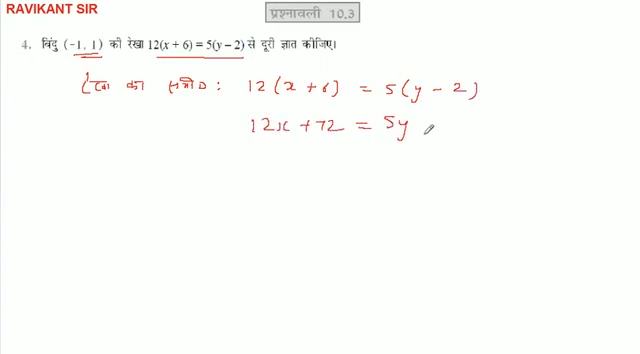 RAVIKANT SIR
प्रश्नावली 10.3
4. बिंदु (−1, 1) की रेखा 12(x + 6) = 5(y − 2) से दूरी ज्ञात कीजिए।
रेखा का समी० : 12(x + 6) = 5(y − 2)
12x + 72 = 5y